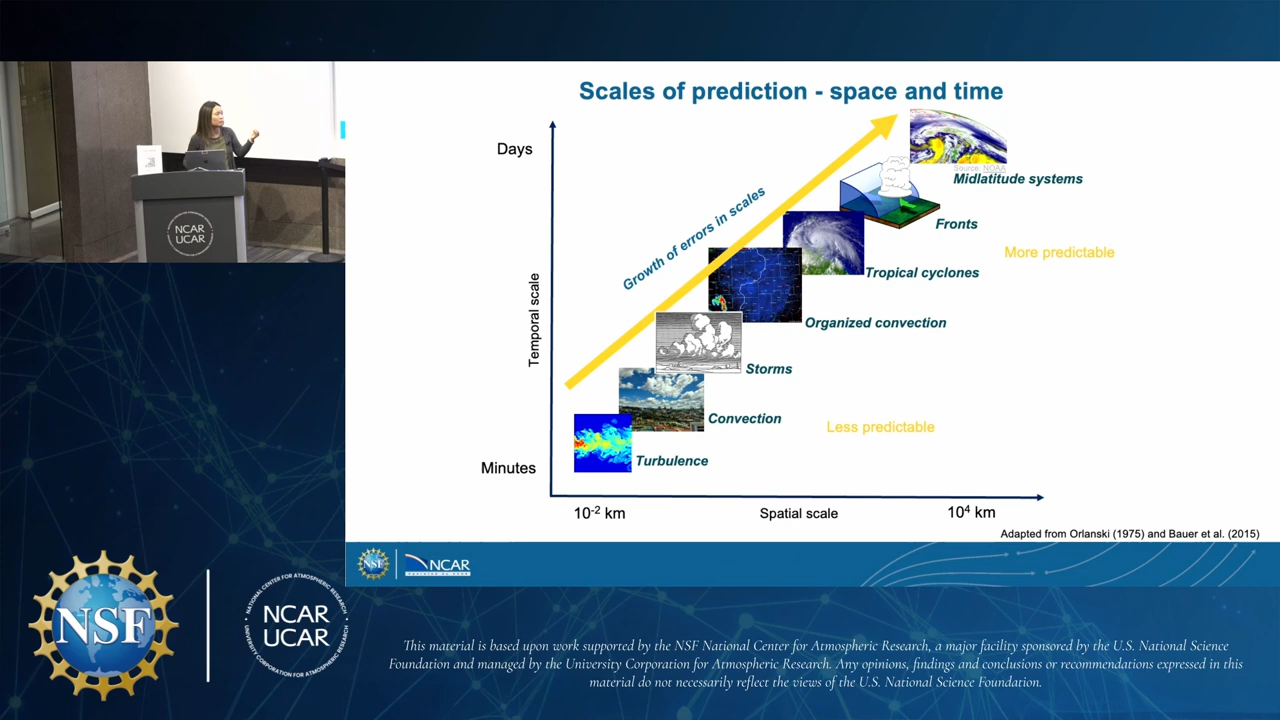 Scales of prediction - space and time
Days
Source: NOAA
Midlatitude systems
Growth of errors in scales
Fronts
More predictable
Tropical cyclones
Temporal scale
Organized convection
Storms
Convection
Less predictable
Turbulence
Minutes
10⁻² km
Spatial scale
10⁴ km
Adapted from Orlanski (1975) and Bauer et al. (2015)
NCAR
UCAR
NSF
NCAR
NSF
NATIONAL CENTER FOR ATMOSPHERIC RESEARCH
NCAR
UCAR
UNIVERSITY CORPORATION FOR ATMOSPHERIC RESEARCH
This material is based upon work supported by the NSF National Center for Atmospheric Research, a major facility sponsored by the U.S. National Science
Foundation and managed by the University Corporation for Atmospheric Research. Any opinions, findings and conclusions or recommendations expressed in this
material do not necessarily reflect the views of the U.S. National Science Foundation.